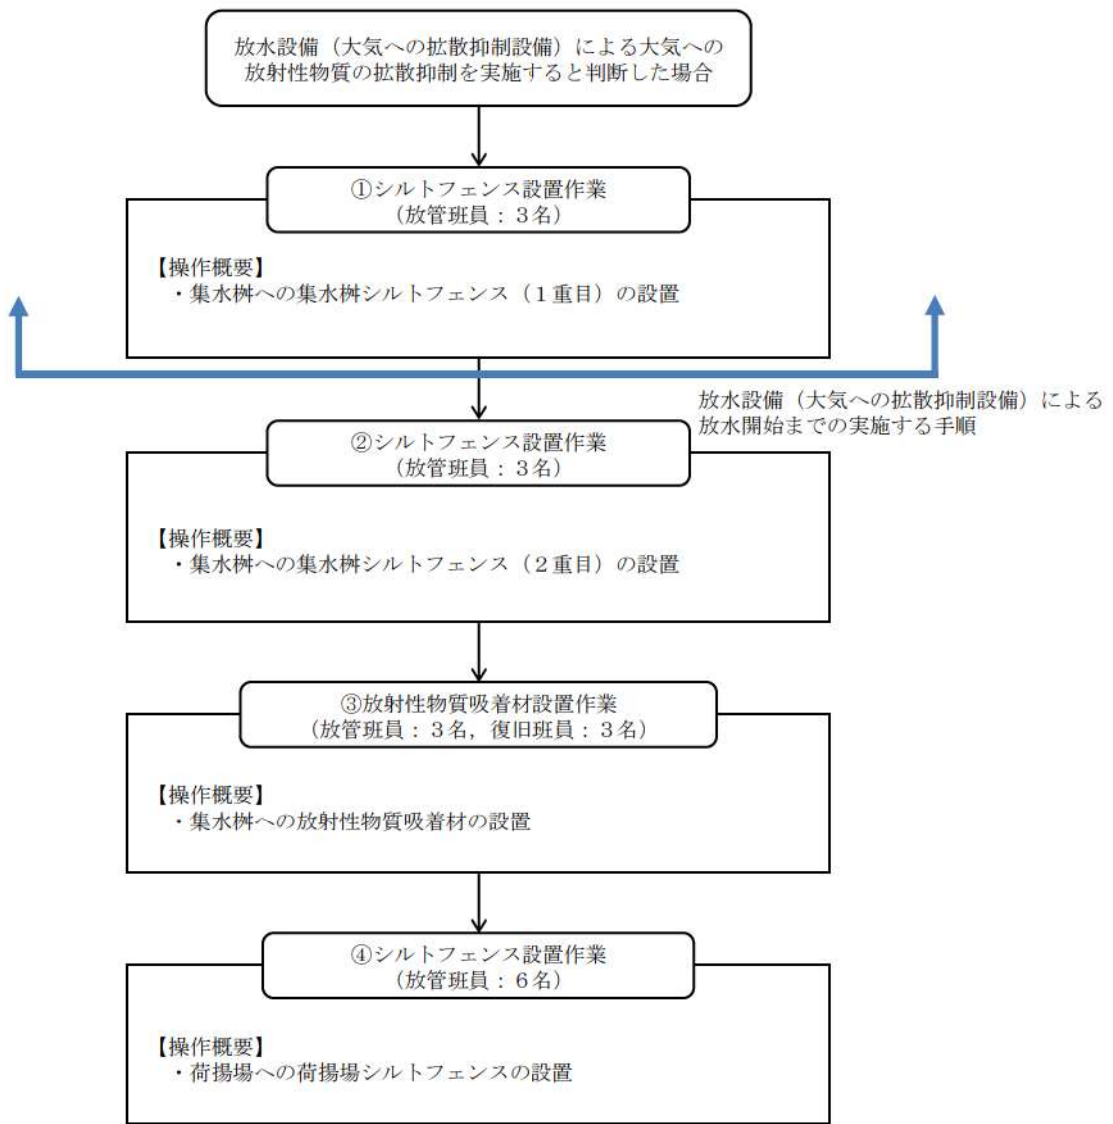 放水設備（大気への拡散抑制設備）による大気への
放射性物質の拡散抑制を実施すると判断した場合
①シルトフェンス設置作業
（放管班員：３名）
【操作概要】
・集水桝への集水桝シルトフェンス（１重目）の設置
放水設備（大気への拡散抑制設備）による
放水開始までの実施する手順
②シルトフェンス設置作業
（放管班員：３名）
【操作概要】
・集水桝への集水桝シルトフェンス（２重目）の設置
③放射性物質吸着材設置作業
（放管班員：３名，復旧班員：３名）
【操作概要】
・集水桝への放射性物質吸着材の設置
④シルトフェンス設置作業
（放管班員：６名）
【操作概要】
・荷揚場への荷揚場シルトフェンスの設置